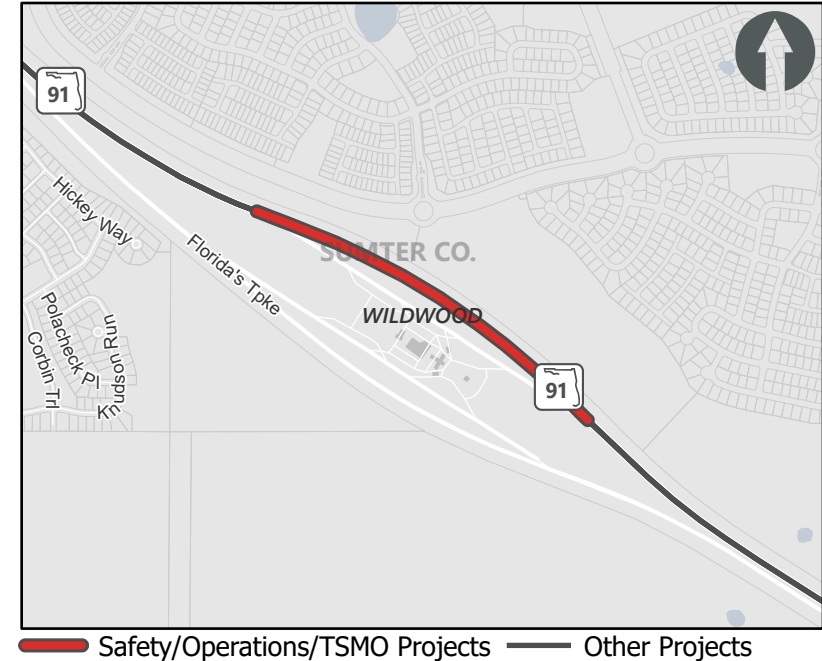 91
Hickey Way
Florida's Tpke
SUMTER CO.
WILDWOOD
Polacheck Pl
Corbin Trl
Knudson Run
91
Safety/Operations/TSMO Projects
Other Projects